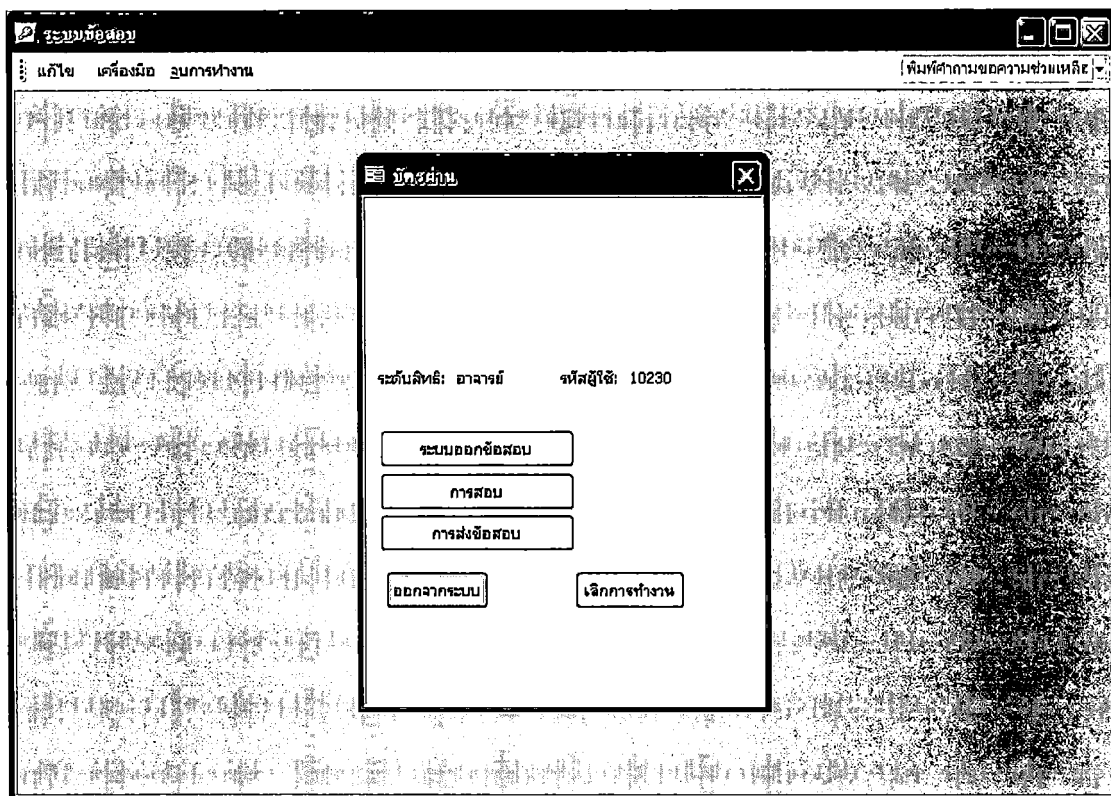 ระบบข้อสอบ
แก้ไข เครื่องมือ จบการทำงาน พิมพ์คำถามขอความช่วยเหลือ
บัตรผ่าน
ระดับสิทธิ: อาจารย์ รหัสผู้ใช้: 10230
ระบบออกข้อสอบ
การสอบ
การส่งข้อสอบ
ออกจากระบบ เลิกการทำงาน